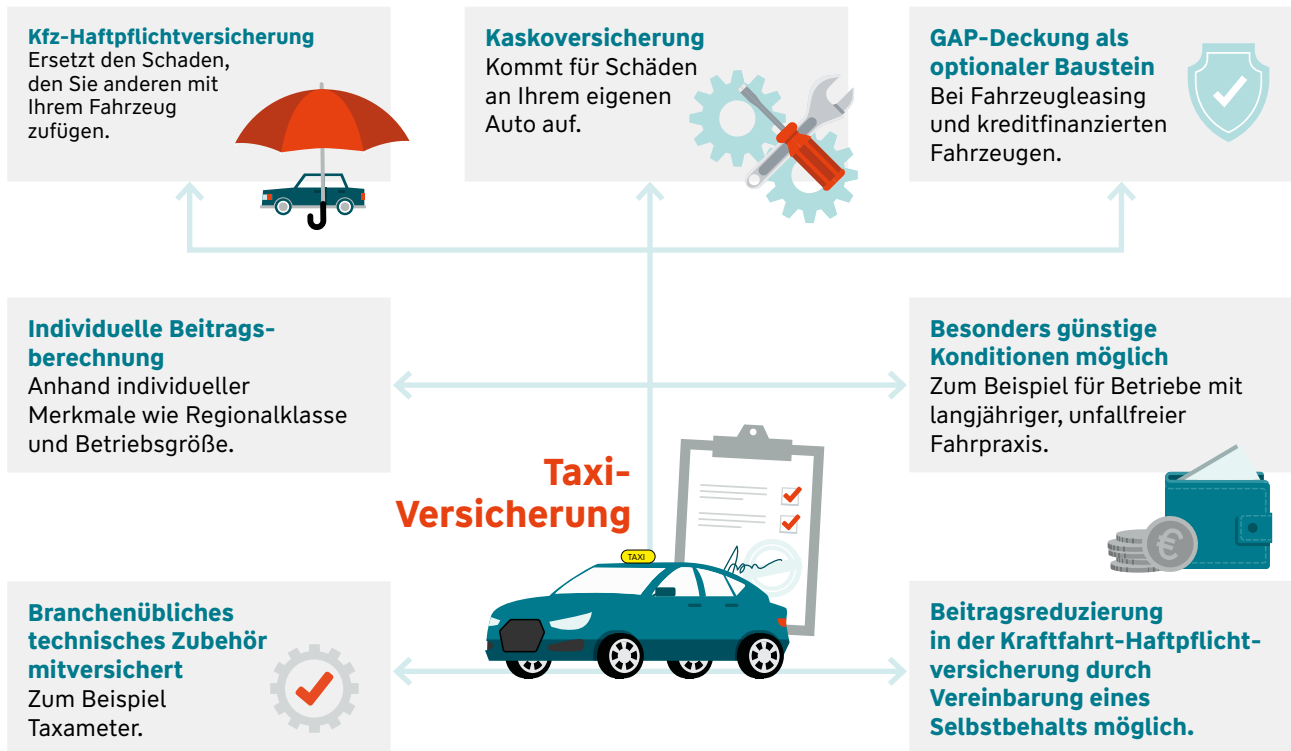 Kfz-Haftpflichtversicherung
Ersetzt den Schaden,
den Sie anderen mit
Ihrem Fahrzeug
zufügen.
Kaskoversicherung
Kommt für Schäden
an Ihrem eigenen
Auto auf.
GAP-Deckung als
optionaler Baustein
Bei Fahrzeugleasing
und kreditfinanzierten
Fahrzeugen.
Individuelle Beitrags-
berechnung
Anhand individueller
Merkmale wie Regionalklasse
und Betriebsgröße.
Besonders günstige
Konditionen möglich
Zum Beispiel für Betriebe mit
langjähriger, unfallfreier
Fahrpraxis.
€
Taxi-
Versicherung
TAXI
Branchenübliches
technisches Zubehör
mitversichert
Zum Beispiel
Taxameter.
Beitragsreduzierung
in der Kraftfahrt-Haftpflicht-
versicherung durch
Vereinbarung eines
Selbstbehalts möglich.